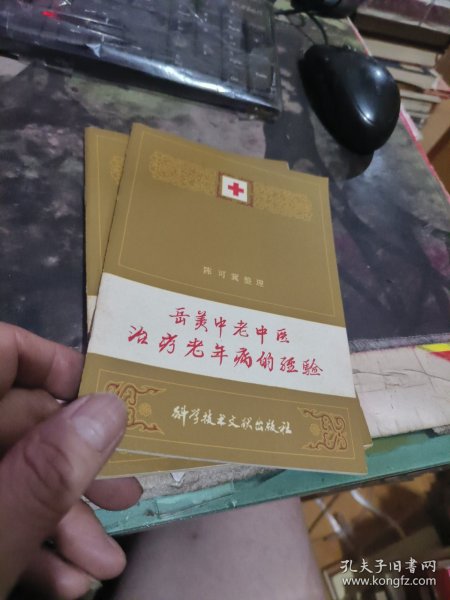 陈可冀整理
岳美中老中医
治疗老年病的经验
科学技术文献出版社
孔夫子旧书网
www.kongfz.com